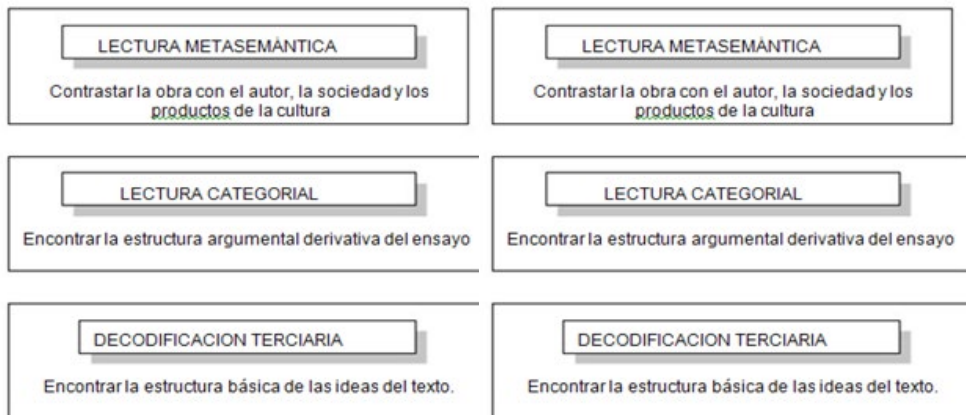 LECTURA METASEMÀNTICA
Contrastar la obra con el autor, la sociedad y los
productos de la cultura
LECTURA CATEGORIAL
Encontrar la estructura argumental derivativa del ensayo
DECODIFICACION TERCIARIA
Encontrar la estructura básica de las ideas del texto.
LECTURA METASEMÀNTICA
Contrastar la obra con el autor, la sociedad y los
productos de la cultura
LECTURA CATEGORIAL
Encontrar la estructura argumental derivativa del ensayo
DECODIFICACION TERCIARIA
Encontrar la estructura básica de las ideas del texto.